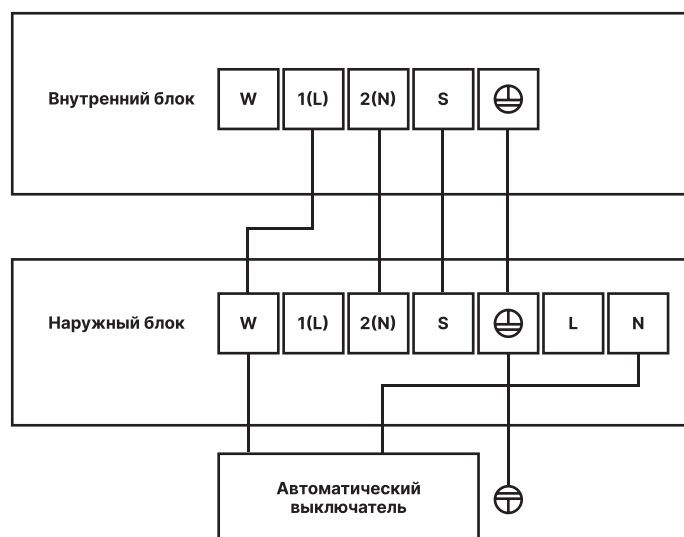 Внутренний блок
W 1(L) 2(N) S
Наружный блок
W 1(L) 2(N) S L N
Автоматический
выключатель